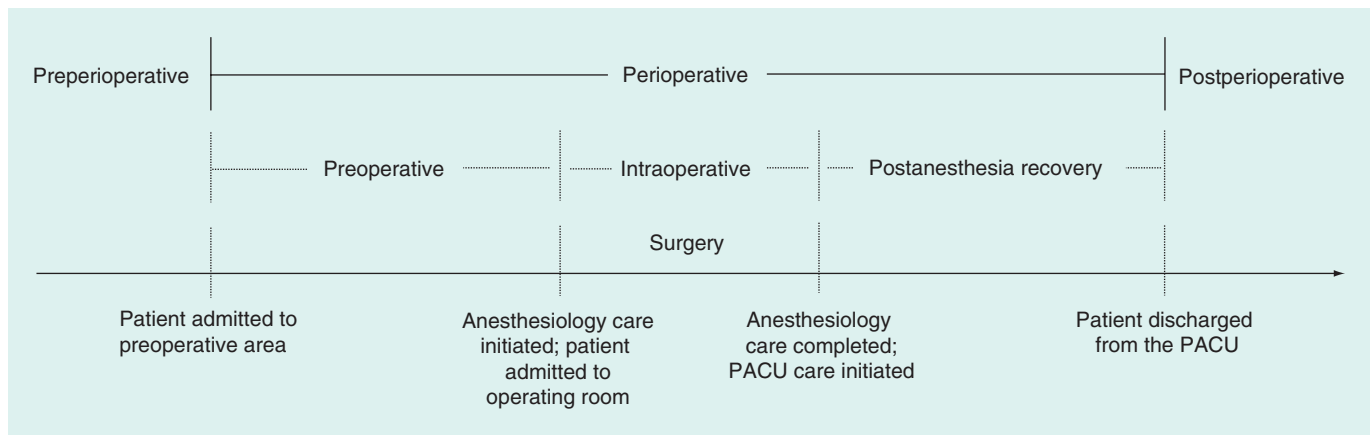 Preperioperative
Perioperative
Postperioperative
Preoperative
Intraoperative
Postanesthesia recovery
Surgery
Patient admitted to
preoperative area
Anesthesiology care
initiated; patient
admitted to
operating room
Anesthesiology
care completed;
PACU care initiated
Patient discharged
from the PACU